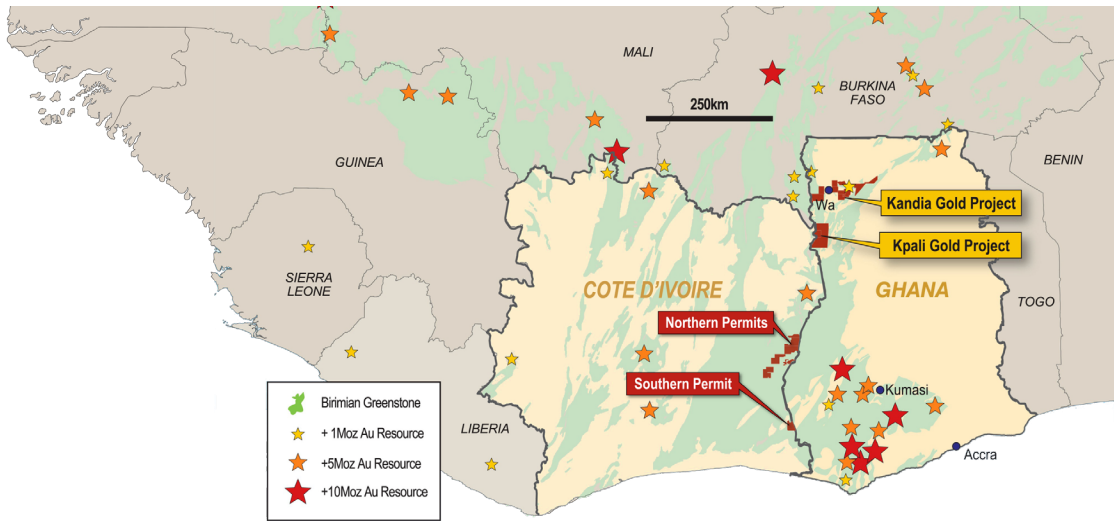 MALI
BURKINA
FASO
250km
GUINEA
BENIN
Wa
Kandia Gold Project
Kpali Gold Project
SIERRA
LEONE
COTE D'IVOIRE
GHANA
TOGO
Northern Permits
Southern Permit
Kumasi
Birimian Greenstone
+ 1Moz Au Resource
LIBERIA
Accra
+5Moz Au Resource
+10Moz Au Resource